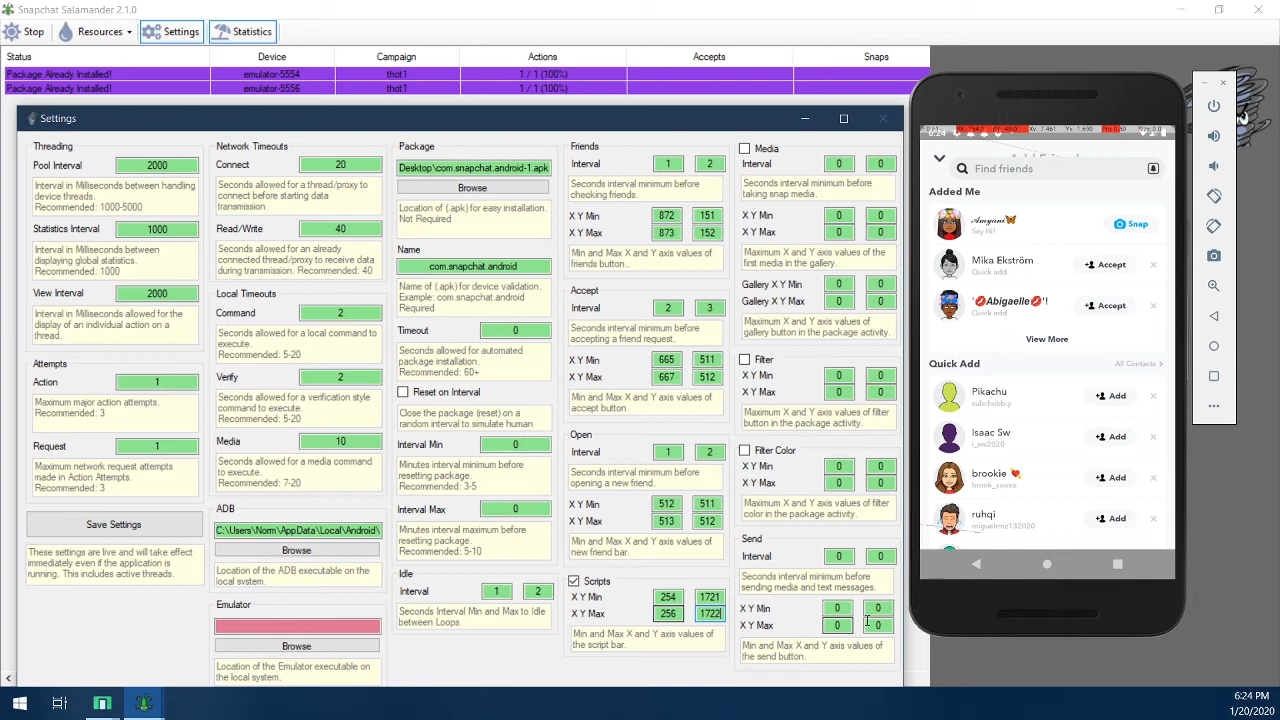 Snapchat Salamander 2.1.0
Stop Resources Settings Statistics
Status Device Campaign Actions Accepts Snaps
Package Already Installed! emulator-5554 thot1 1 / 1 (100%)
Package Already Installed! emulator-5556 thot1 1 / 1 (100%)
Settings
Threading
Pool Interval 2000
Interval in Milliseconds between handling
device threads.
Recommended: 1000-5000
Statistics Interval 1000
Interval in Milliseconds between
displaying global statistics.
Recommended: 1000
View Interval 2000
Interval in Milliseconds allowed for the
display of an individual action on a
thread.
Attempts
Action 1
Maximum major action attempts.
Recommended: 3
Request 1
Maximum network request attempts
made in Action Attempts.
Recommended: 3
Save Settings
These settings are live and will take effect
immediately even if the application is
running. This includes active threads.
Network Timeouts
Connect 20
Seconds allowed for a thread/proxy to
connect before starting data
transmission.
Read/Write 40
Seconds allowed for an already
connected thread/proxy to receive data
during transmission. Recommended: 40
Local Timeouts
Command 2
Seconds allowed for a local command to
execute.
Recommended: 5-20
Verify 2
Seconds allowed for a verification style
command to execute.
Recommended: 5-20
Media 10
Seconds allowed for a media command
to execute.
Recommended: 7-20
ADB
C:\Users\Norm\AppData\Local\Android\
Browse
Location of the ADB executable on the
local system.
Emulator
Browse
Location of the Emulator executable on
the local system.
Package
Desktop\com.snapchat.android-1.apk
Browse
Location of (.apk) for easy installation.
Not Required
Name
com.snapchat.android
Name of (.apk) for device validation.
Example: com.snapchat.android
Required
Timeout 0
Seconds allowed for automated
package installation.
Recommended: 60+
Reset on Interval
Close the package (reset) on a
random interval to simulate human
Interval Min 0
Minutes interval minimum before
resetting package.
Recommended: 3-5
Interval Max 0
Minutes interval maximum before
resetting package.
Recommended: 5-10
Idle
Interval 1 2
Seconds Interval Min and Max to Idle
between Loops.
Friends
Interval 1 2
Seconds interval minimum before
checking friends.
X Y Min 872 151
X Y Max 873 152
Min and Max X and Y axis values of
friends button..
Accept
Interval 2 3
Seconds interval minimum before
accepting a friend request.
X Y Min 665 511
X Y Max 667 512
Min and Max X and Y axis values of
accept button.
Open
Interval 1 2
Seconds interval minimum before
opening a new friend.
X Y Min 512 511
X Y Max 513 512
Min and Max X and Y axis values of
new friend bar.
Scripts
X Y Min 254 1721
X Y Max 256 1722
Min and Max X and Y axis values of
the script bar.
Media
Interval 0 0
Seconds interval minimum before
taking snap media.
X Y Min 0 0
X Y Max 0 0
Maximum X and Y axis values of the
first media in the gallery.
Gallery X Y Min 0 0
Gallery X Y Max 0 0
Maximum X and Y axis values of
gallery button in the package activity.
Filter
X Y Min 0 0
X Y Max 0 0
Maximum X and Y axis values of filter
button in the package activity.
Filter Color
X Y Min 0 0
X Y Max 0 0
Maximum X and Y axis values of filter
color in the package activity.
Send
Interval 0 0
Seconds interval minimum before
sending media and text messages.
X Y Min 0 0
X Y Max 0 0
Min and Max X and Y axis values of
the send button.
6:24
Find friends
Added Me
𝒜𝓂𝓎𝒶𝓃𝒾🦋
Say Hi!
Snap
Mika Ekström
Quick add
Accept
'💋Abigaelle💋'!
Quick add
Accept
View More
Quick Add All Contacts
Pikachu
subchubb.y
Add
Isaac Sw
i_sw2020
Add
brookie 💘
brook_xxoxo
Add
ruhqi
miguelrmz132020
Add
6:24 PM
1/20/2020